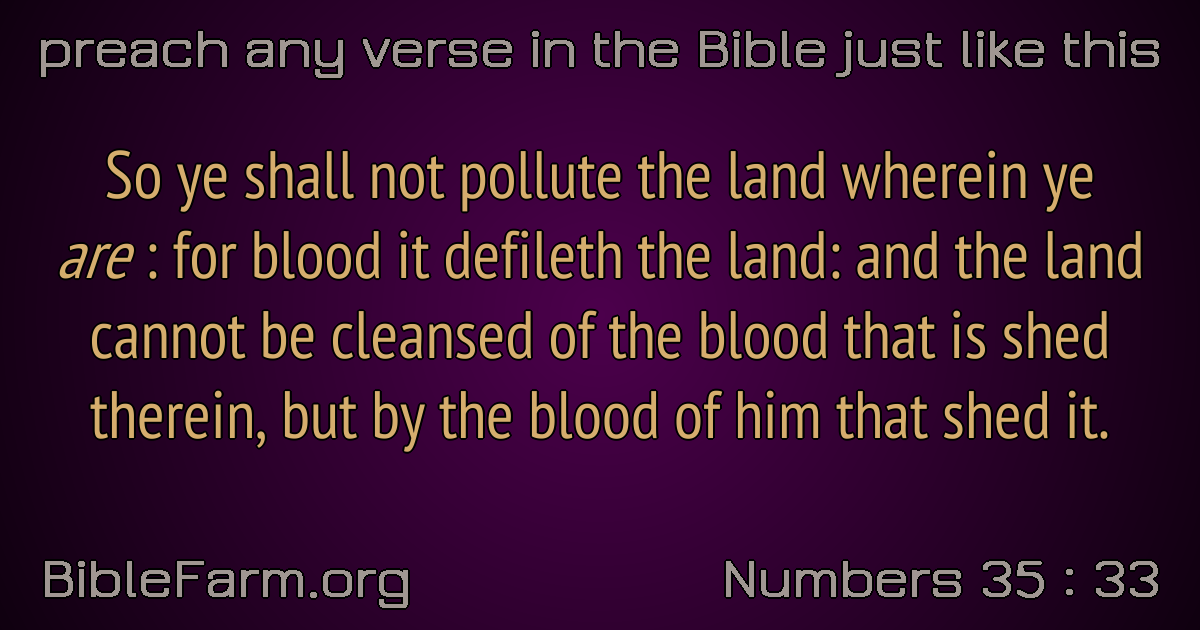 preach any verse in the Bible just like this
So ye shall not pollute the land wherein ye
are : for blood it defileth the land: and the land
cannot be cleansed of the blood that is shed
therein, but by the blood of him that shed it.
BibleFarm.org
Numbers 35 : 33